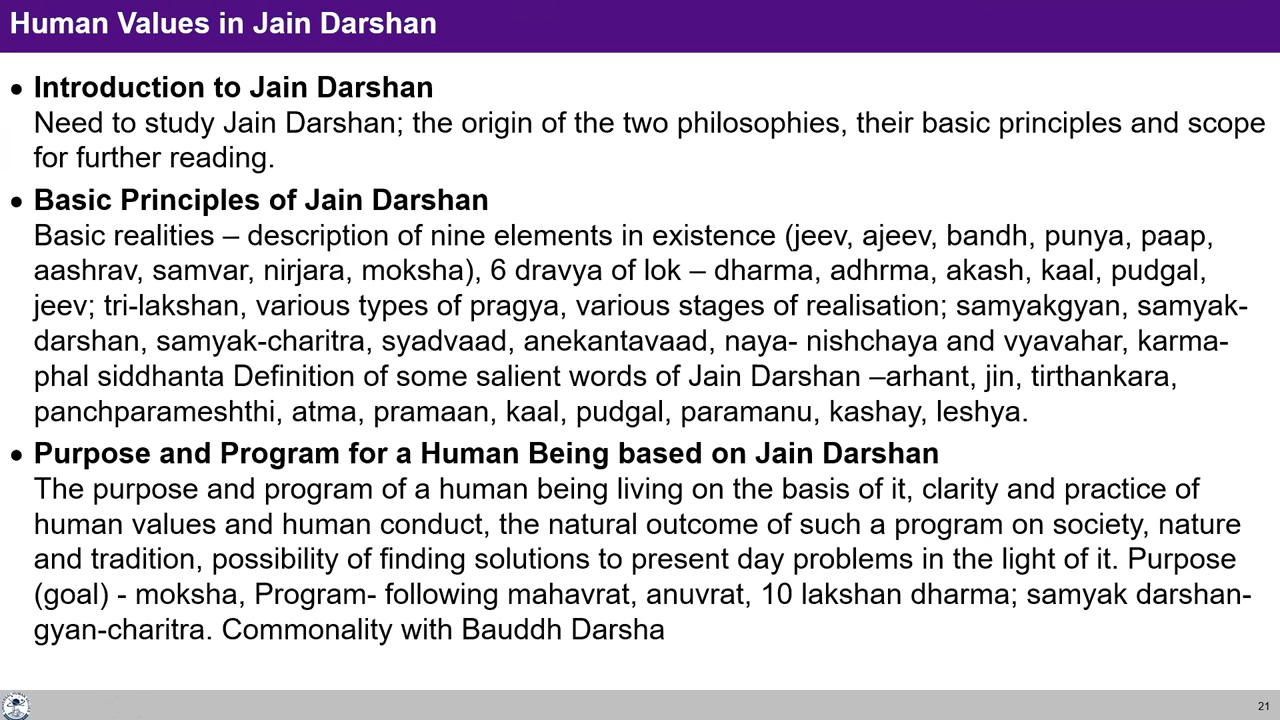 Human Values in Jain Darshan
• Introduction to Jain Darshan
Need to study Jain Darshan; the origin of the two philosophies, their basic principles and scope
for further reading.
• Basic Principles of Jain Darshan
Basic realities – description of nine elements in existence (jeev, ajeev, bandh, punya, paap,
aashrav, samvar, nirjara, moksha), 6 dravya of lok – dharma, adhrma, akash, kaal, pudgal,
jeev; tri-lakshan, various types of pragya, various stages of realisation; samyakgyan, samyak-
darshan, samyak-charitra, syadvaad, anekantavaad, naya- nishchaya and vyavahar, karma-
phal siddhanta Definition of some salient words of Jain Darshan –arhant, jin, tirthankara,
panchparameshthi, atma, pramaan, kaal, pudgal, paramanu, kashay, leshya.
• Purpose and Program for a Human Being based on Jain Darshan
The purpose and program of a human being living on the basis of it, clarity and practice of
human values and human conduct, the natural outcome of such a program on society, nature
and tradition, possibility of finding solutions to present day problems in the light of it. Purpose
(goal) - moksha, Program- following mahavrat, anuvrat, 10 lakshan dharma; samyak darshan-
gyan-charitra. Commonality with Bauddh Darsha
21